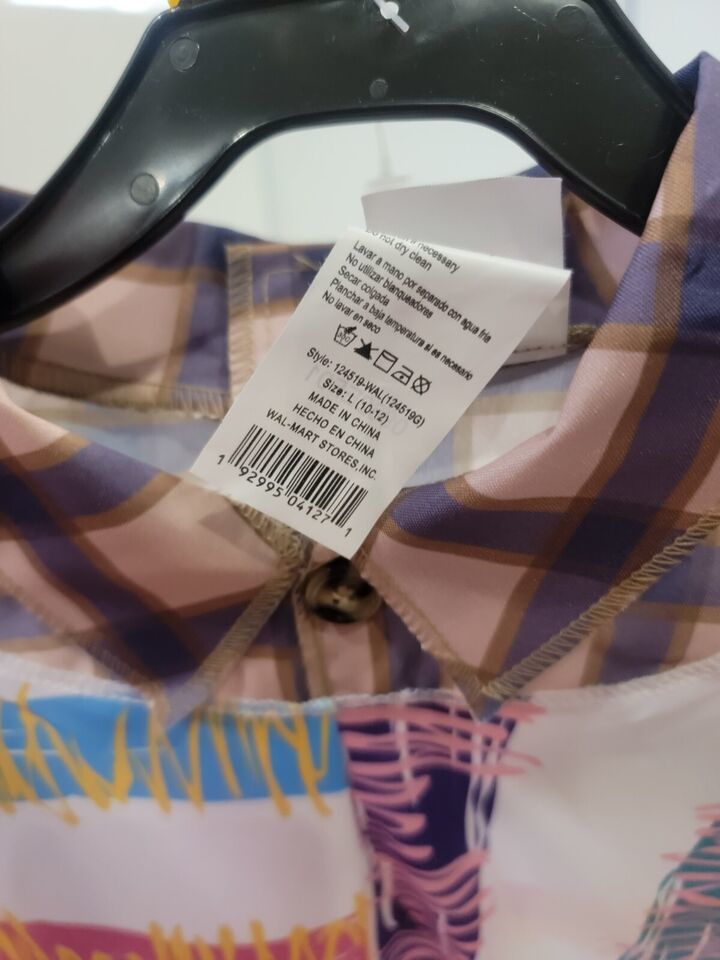 if necessary
Do not dry clean
Lavar a mano por separado con agua fria
No utilizar blanqueadores
Secar colgada
Planchar a baja temperatura si es necesario
No lavar en seco
Style: 124519-WAL(124519G)
Size: L (10-12)
MADE IN CHINA
HECHO EN CHINA
WAL-MART STORES,INC.
1 92995 04127 1